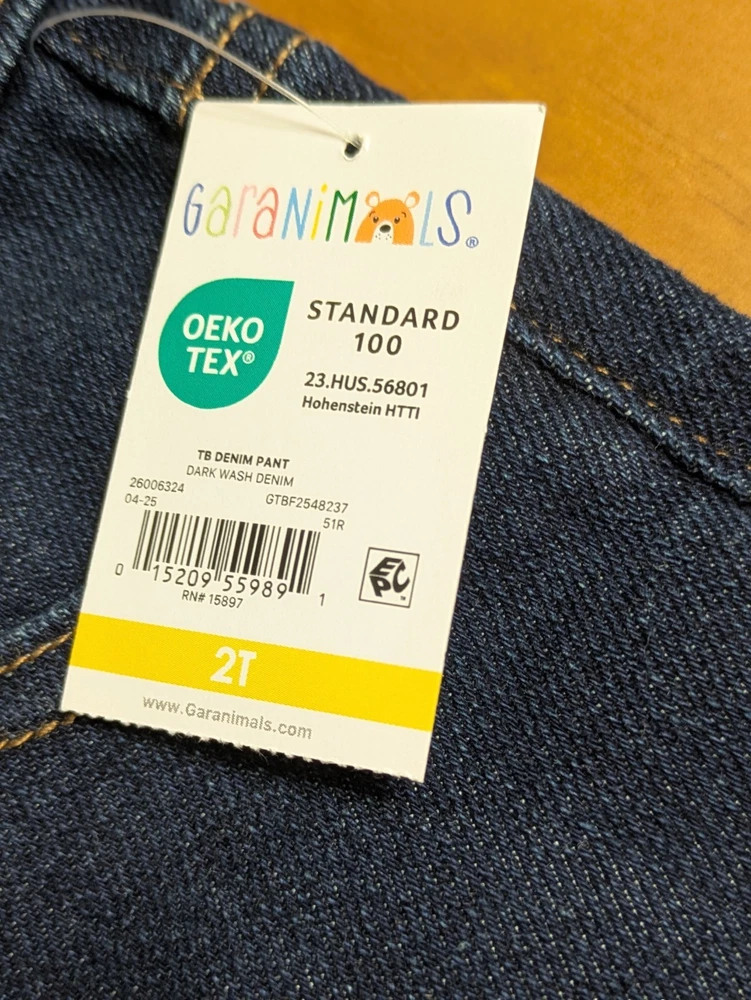 GaraNiMALS®
OEKO
TEX®
STANDARD
100
23.HUS.56801
Hohenstein HTTI
TB DENIM PANT
DARK WASH DENIM
26006324
GTBF2548237
04-25
51R
0 15209 55989 1
RN# 15897
EPC™
2T
www.Garanimals.com